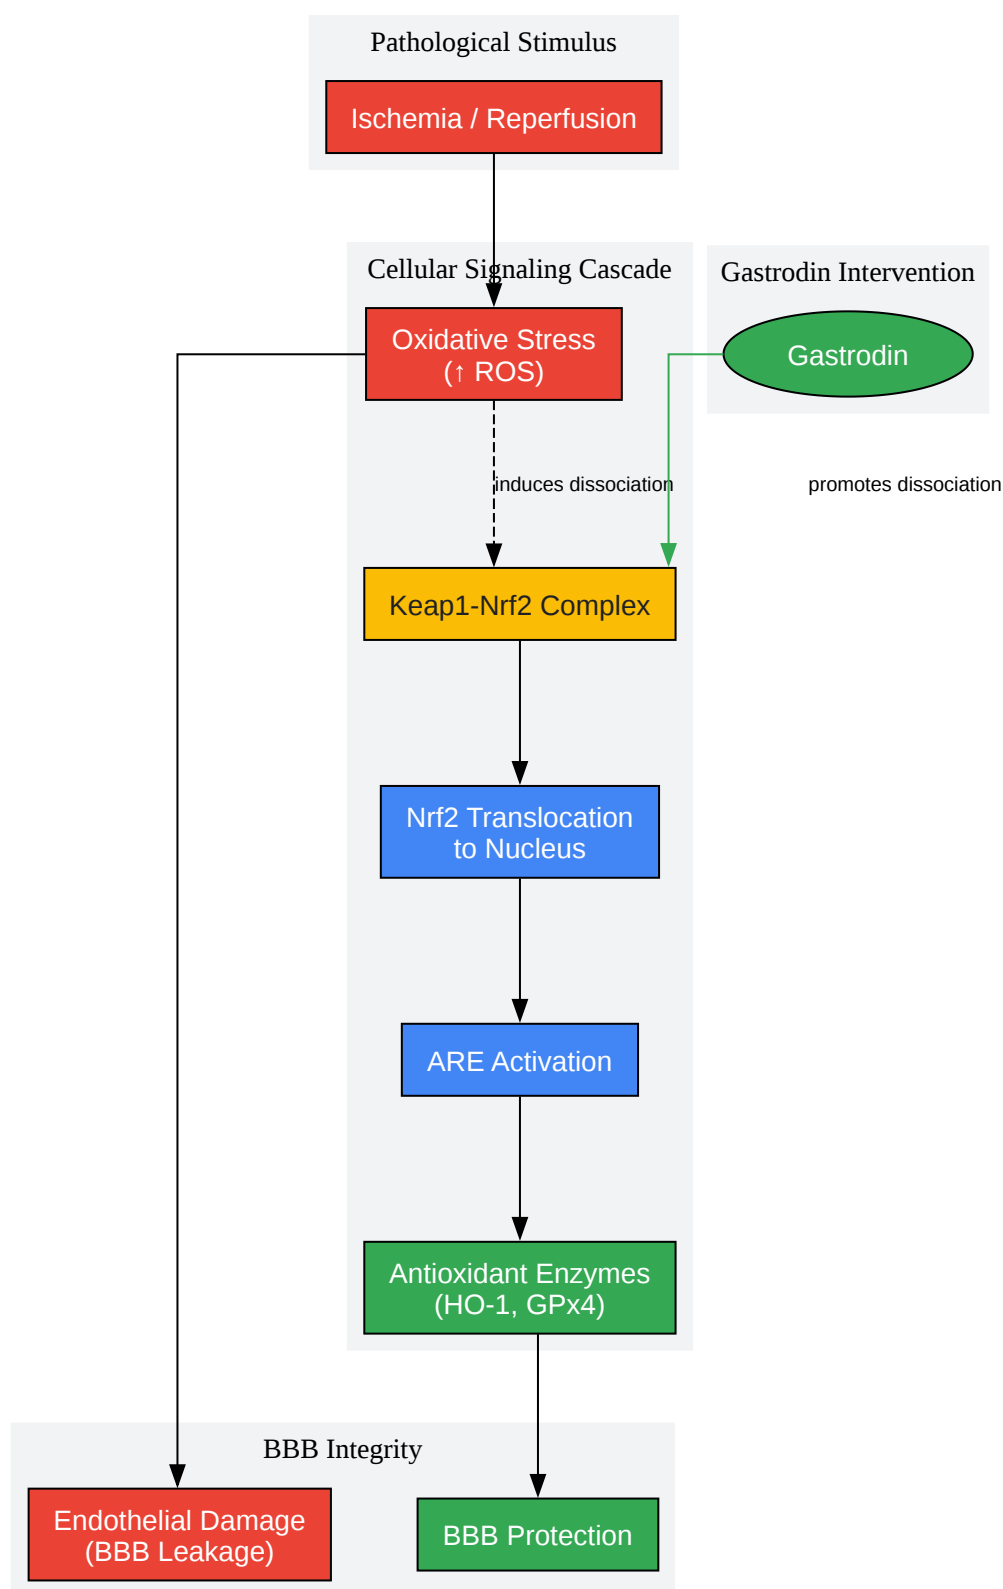 Pathological Stimulus
Ischemia / Reperfusion
Cellular Signaling Cascade
Gastrodin Intervention
Oxidative Stress
(↑ ROS)
Gastrodin
induces dissociation
promotes dissociation
Keap1-Nrf2 Complex
Nrf2 Translocation
to Nucleus
ARE Activation
Antioxidant Enzymes
(HO-1, GPx4)
BBB Integrity
Endothelial Damage
(BBB Leakage)
BBB Protection